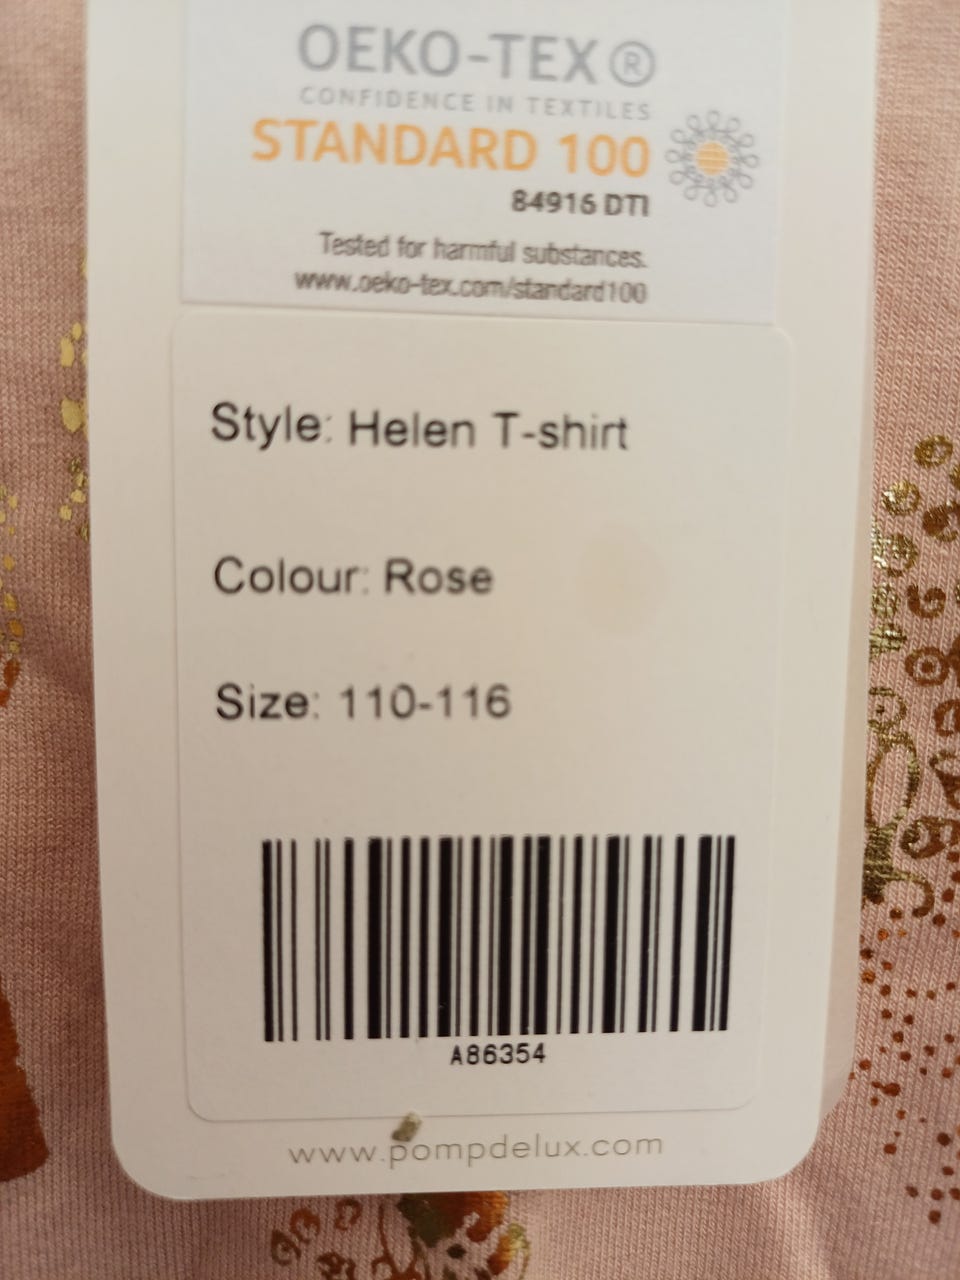 OEKO-TEX®
CONFIDENCE IN TEXTILES
STANDARD 100
84916 DTI
Tested for harmful substances.
www.oeko-tex.com/standard100
Style: Helen T-shirt
Colour: Rose
Size: 110-116
A86354
www.pompdelux.com